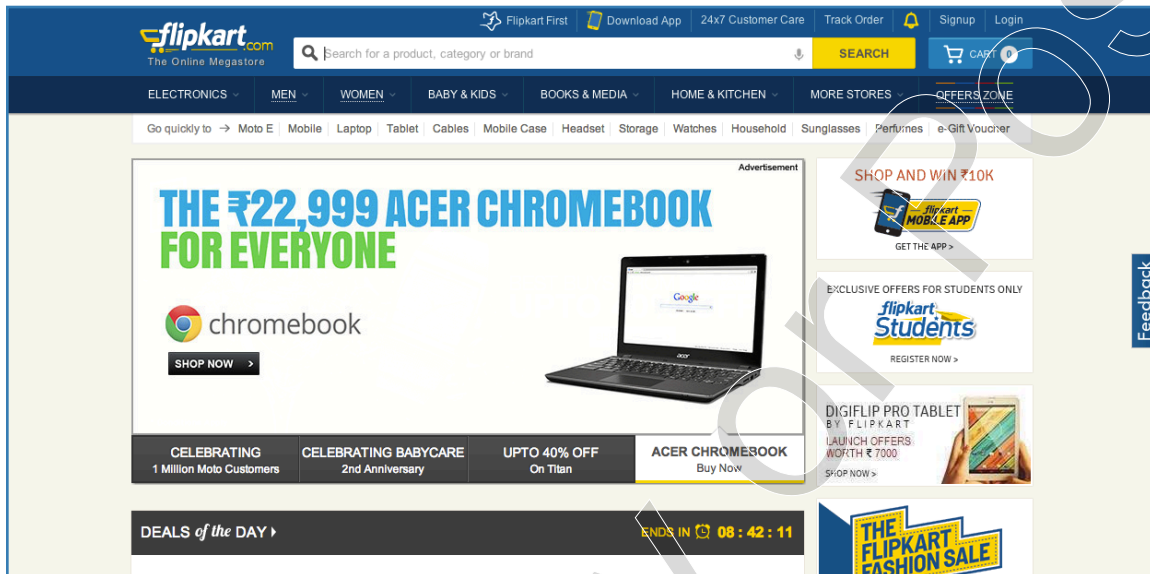 Flipkart First Download App 24x7 Customer Care Track Order Signup Login
flipkart.com
The Online Megastore
Search for a product, category or brand
SEARCH
CART 0
ELECTRONICS MEN WOMEN BABY & KIDS BOOKS & MEDIA HOME & KITCHEN MORE STORES OFFERS ZONE
Go quickly to → Moto E Mobile Laptop Tablet Cables Mobile Case Headset Storage Watches Household Sunglasses Perfumes e-Gift Voucher
Advertisement
THE ₹22,999 ACER CHROMEBOOK
FOR EVERYONE
chromebook
SHOP NOW >
Google
acer
CELEBRATING
1 Million Moto Customers
CELEBRATING BABYCARE
2nd Anniversary
UPTO 40% OFF
On Titan
ACER CHROMEBOOK
Buy Now
SHOP AND WIN ₹10K
flipkart
MOBILE APP
GET THE APP >
EXCLUSIVE OFFERS FOR STUDENTS ONLY
flipkart
Students
REGISTER NOW >
DIGIFLIP PRO TABLET
BY FLIPKART
LAUNCH OFFERS
WORTH ₹ 7000
SHOP NOW >
Feedback
DEALS of the DAY
ENDS IN 08 : 42 : 11
THE
FLIPKART
FASHION SALE